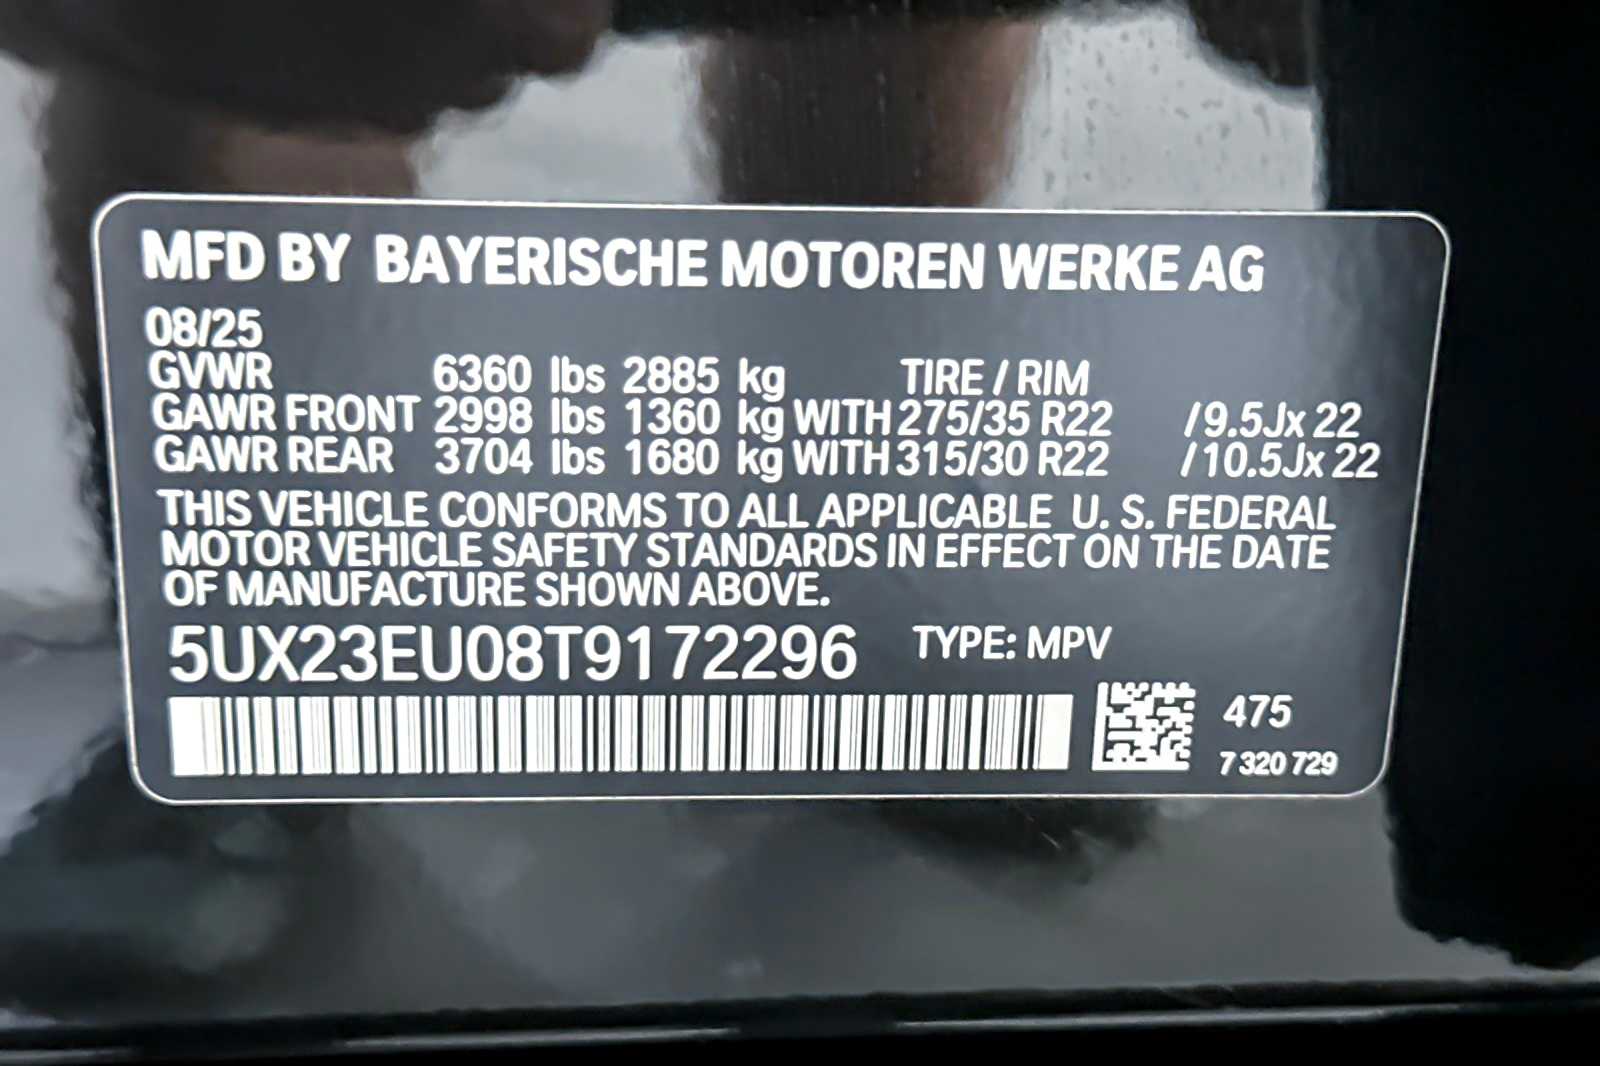 MFD BY BAYERISCHE MOTOREN WERKE AG
08/25
GVWR 6360 lbs 2885 kg TIRE / RIM
GAWR FRONT 2998 lbs 1360 kg WITH 275/35 R22 /9.5Jx 22
GAWR REAR 3704 lbs 1680 kg WITH 315/30 R22 /10.5Jx 22
THIS VEHICLE CONFORMS TO ALL APPLICABLE U. S. FEDERAL
MOTOR VEHICLE SAFETY STANDARDS IN EFFECT ON THE DATE
OF MANUFACTURE SHOWN ABOVE.
5UX23EU08T9172296 TYPE: MPV
475
7 320 729